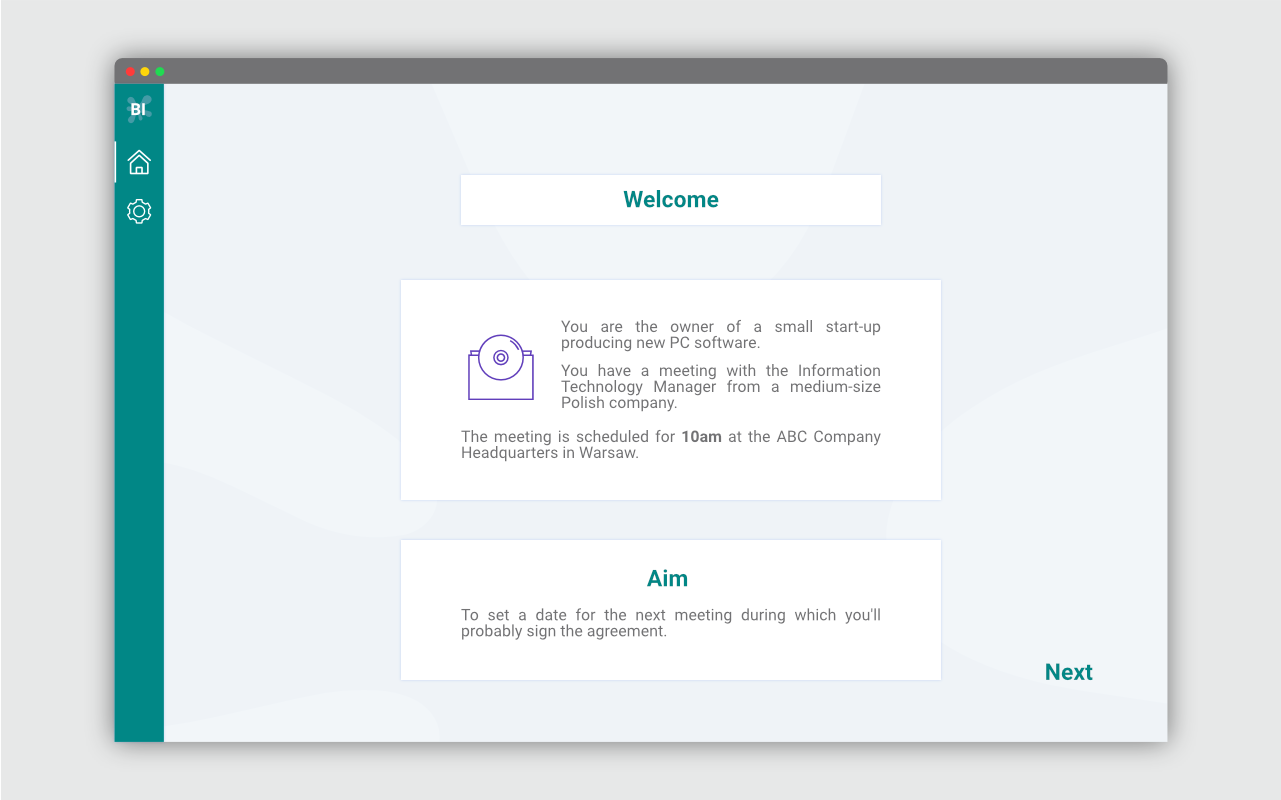 BI
Welcome
You are the owner of a small start-up
producing new PC software.
You have a meeting with the Information
Technology Manager from a medium-size
Polish company.
The meeting is scheduled for 10am at the ABC Company
Headquarters in Warsaw.
Aim
To set a date for the next meeting during which you'll
probably sign the agreement.
Next